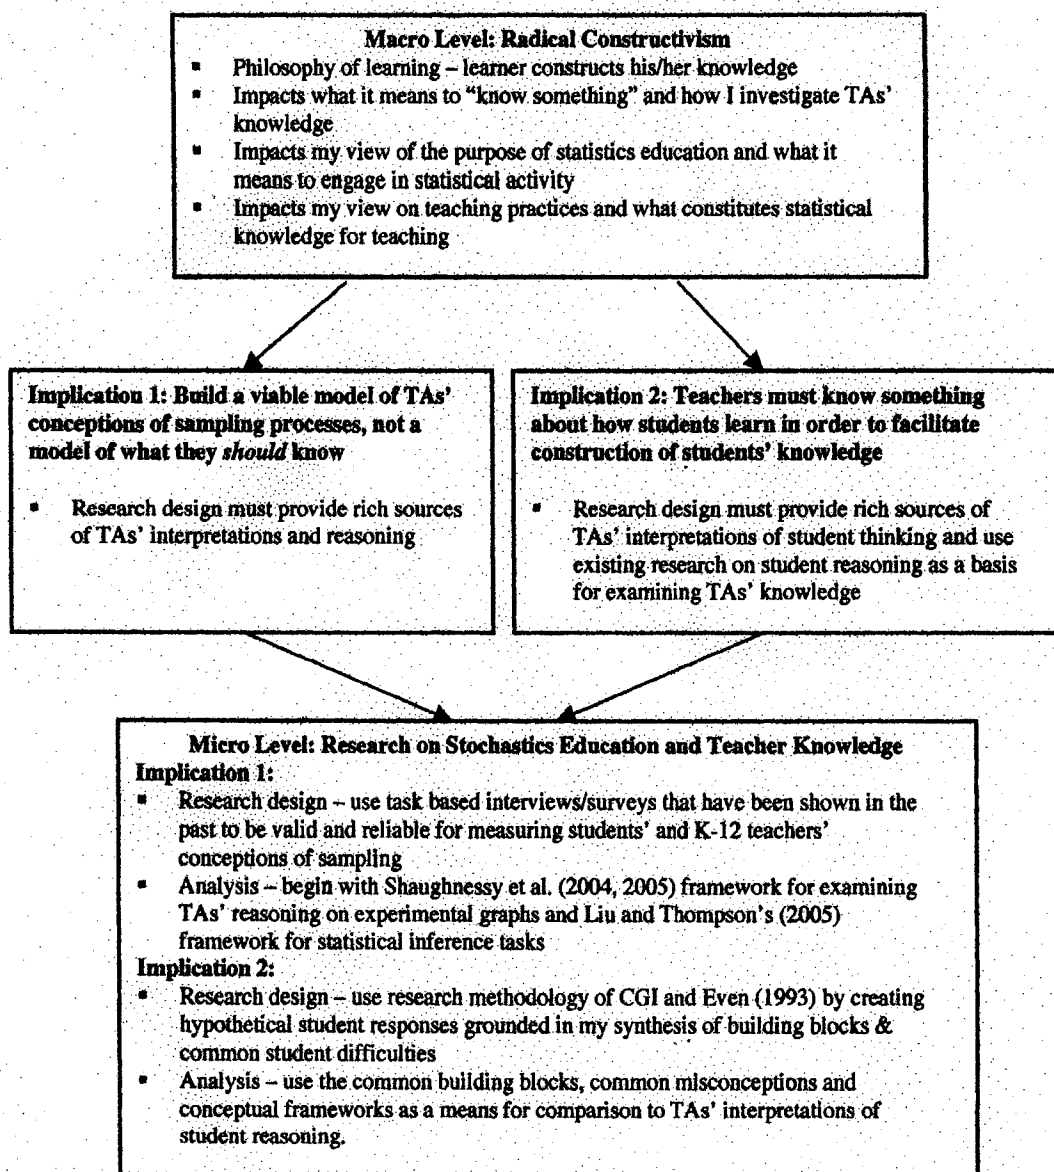 Macro Level: Radical Constructivism
▪ Philosophy of learning – learner constructs his/her knowledge
▪ Impacts what it means to “know something” and how I investigate TAs’
knowledge
▪ Impacts my view of the purpose of statistics education and what it
means to engage in statistical activity
▪ Impacts my view on teaching practices and what constitutes statistical
knowledge for teaching
Implication 1: Build a viable model of TAs’
conceptions of sampling processes, not a
model of what they should know
▪ Research design must provide rich sources
of TAs’ interpretations and reasoning
Implication 2: Teachers must know something
about how students learn in order to facilitate
construction of students’ knowledge
▪ Research design must provide rich sources of
TAs’ interpretations of student thinking and use
existing research on student reasoning as a basis
for examining TAs’ knowledge
Micro Level: Research on Stochastics Education and Teacher Knowledge
Implication 1:
▪ Research design – use task based interviews/surveys that have been shown in the
past to be valid and reliable for measuring students’ and K-12 teachers’
conceptions of sampling
▪ Analysis – begin with Shaughnessy et al. (2004, 2005) framework for examining
TAs’ reasoning on experimental graphs and Liu and Thompson’s (2005)
framework for statistical inference tasks
Implication 2:
▪ Research design – use research methodology of CGI and Even (1993) by creating
hypothetical student responses grounded in my synthesis of building blocks &
common student difficulties
▪ Analysis – use the common building blocks, common misconceptions and
conceptual frameworks as a means for comparison to TAs’ interpretations of
student reasoning.